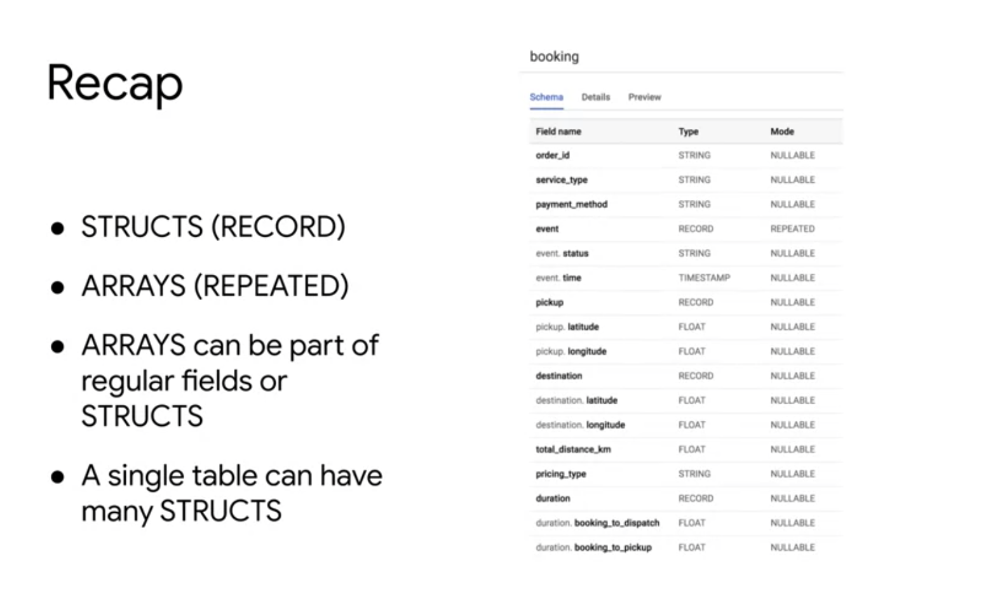 Recap
● STRUCTS (RECORD)
● ARRAYS (REPEATED)
● ARRAYS can be part of
regular fields or
STRUCTS
● A single table can have
many STRUCTS
booking
Schema Details Preview
Field name Type Mode
order_id STRING NULLABLE
service_type STRING NULLABLE
payment_method STRING NULLABLE
event RECORD REPEATED
event. status STRING NULLABLE
event. time TIMESTAMP NULLABLE
pickup RECORD NULLABLE
pickup. latitude FLOAT NULLABLE
pickup. longitude FLOAT NULLABLE
destination RECORD NULLABLE
destination. latitude FLOAT NULLABLE
destination. longitude FLOAT NULLABLE
total_distance_km FLOAT NULLABLE
pricing_type STRING NULLABLE
duration RECORD NULLABLE
duration. booking_to_dispatch FLOAT NULLABLE
duration. booking_to_pickup FLOAT NULLABLE